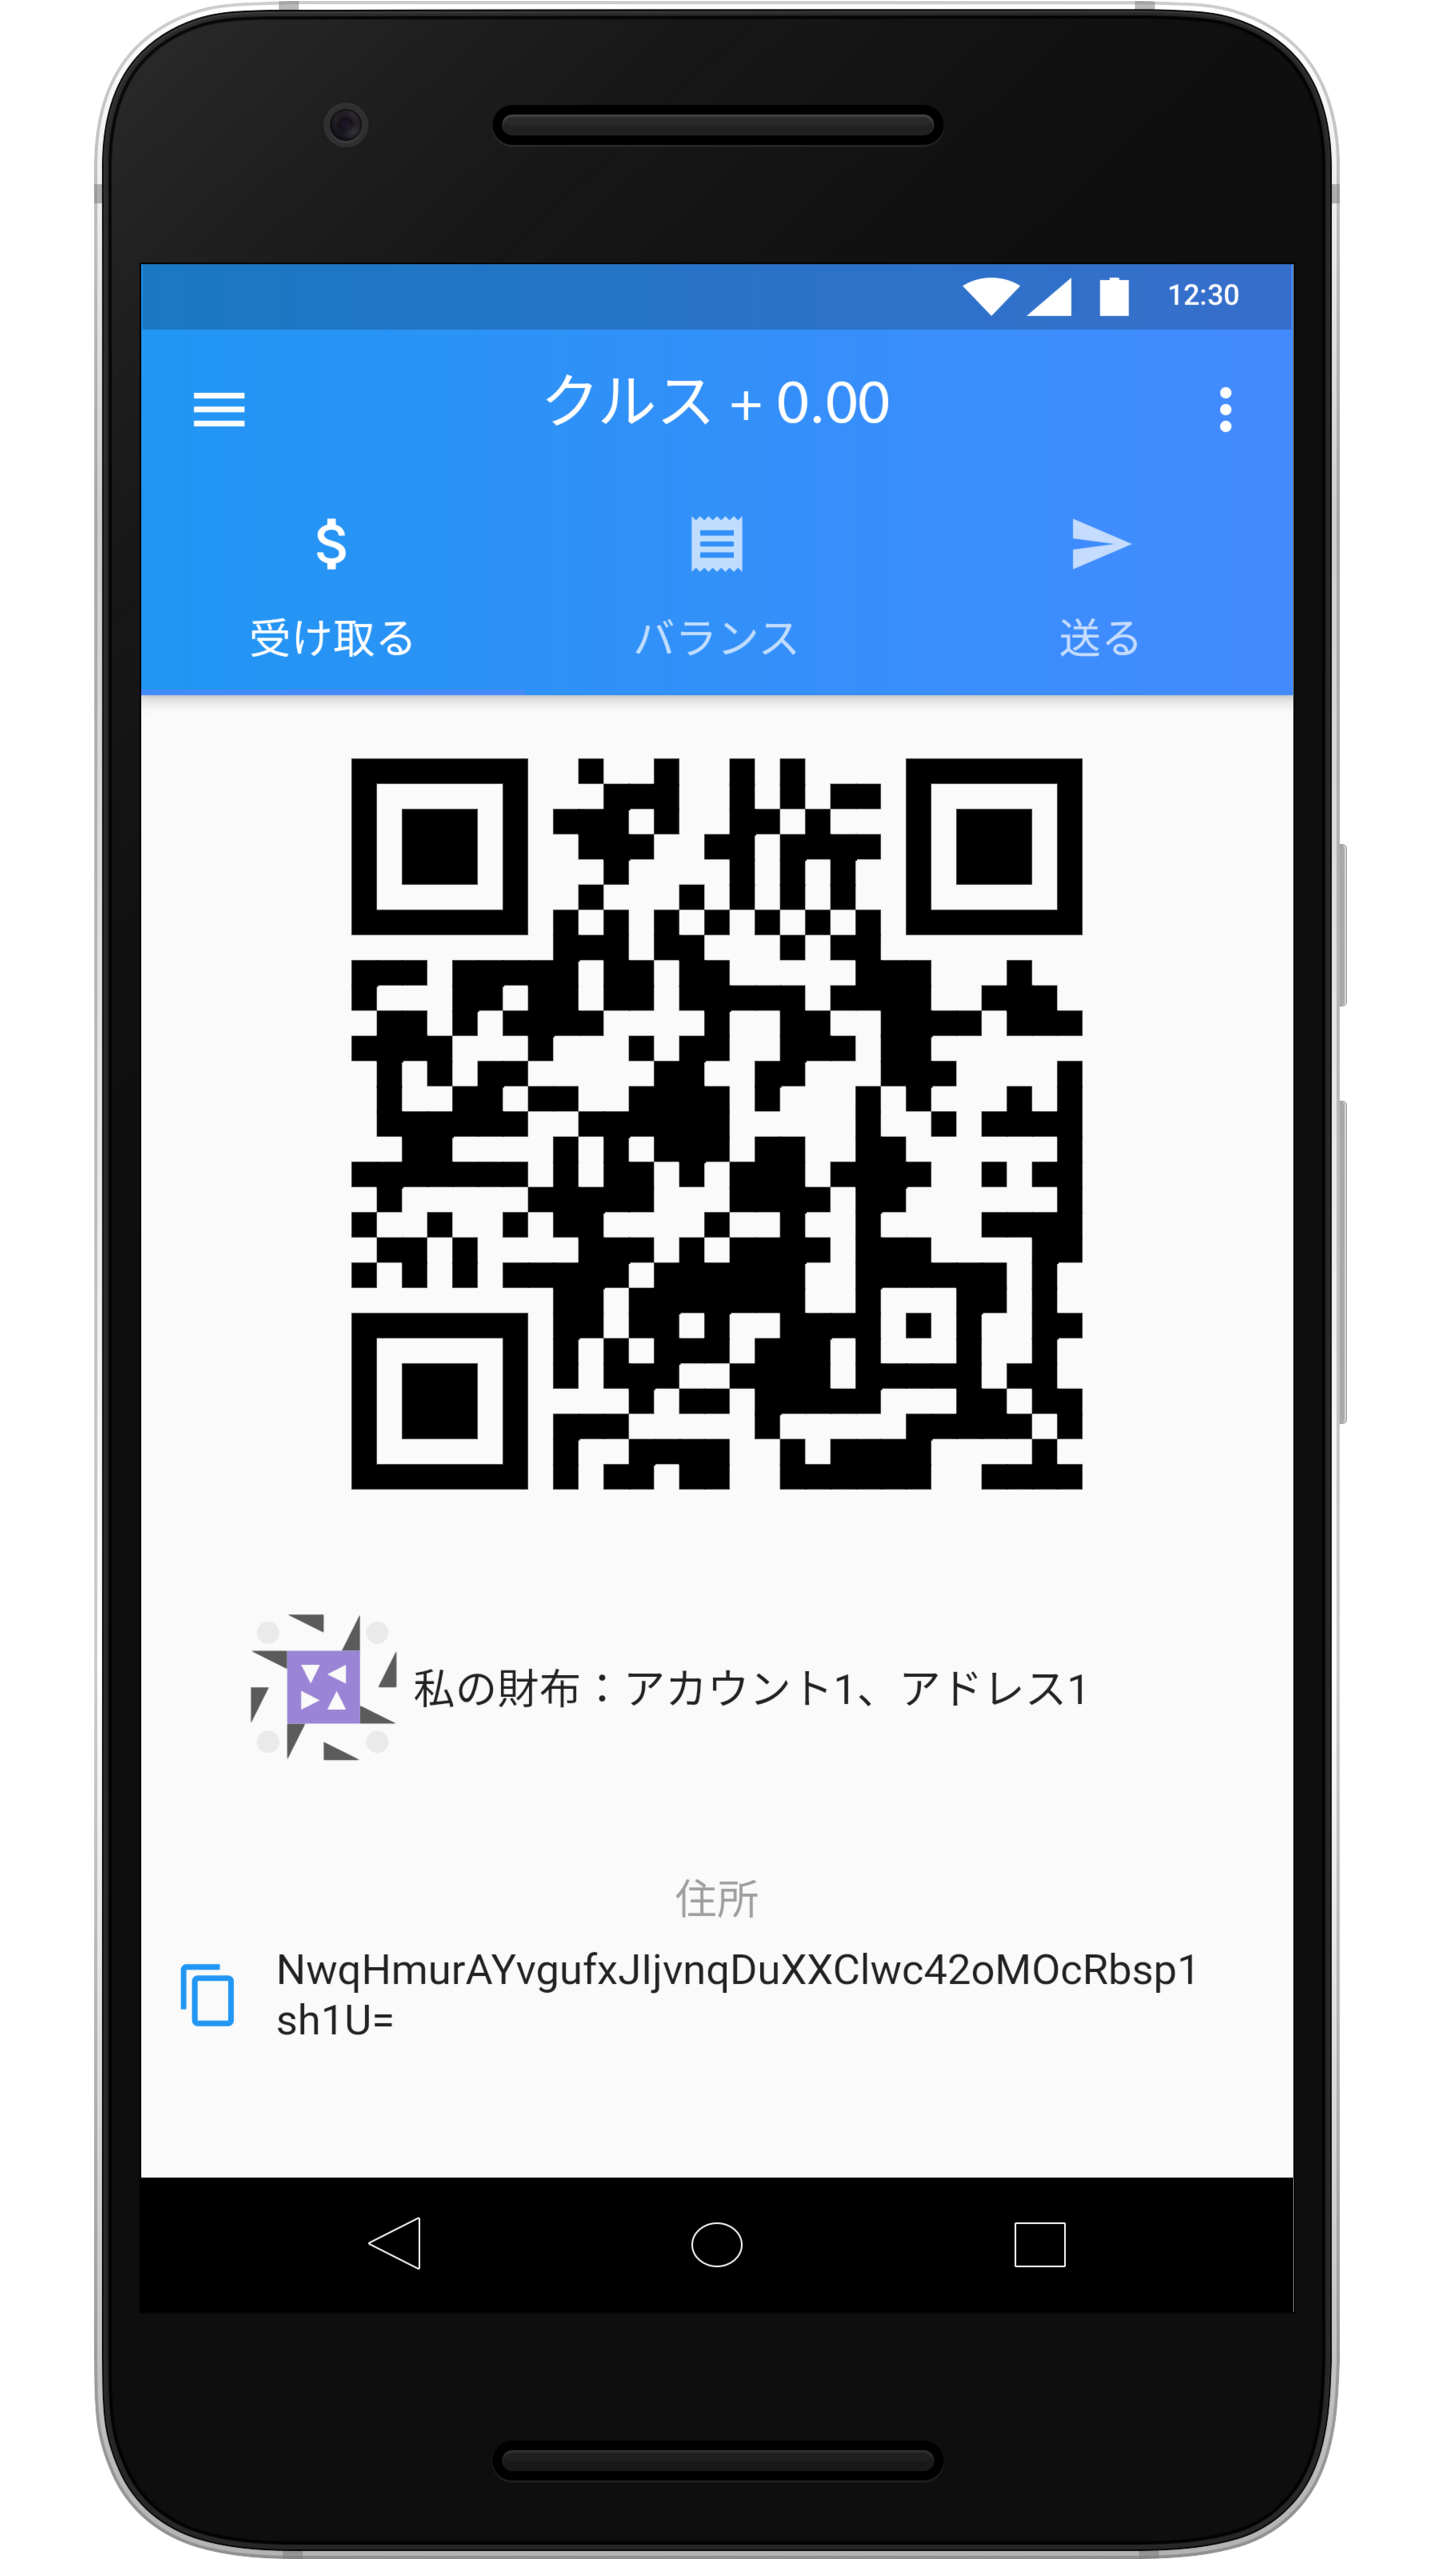 12:30
クルス + 0.00
受け取る バランス 送る
私の財布：アカウント1、アドレス1
住所
NwqHmurAYvgufxJIjvnqDuXXClwc42oMOcRbsp1
sh1U=